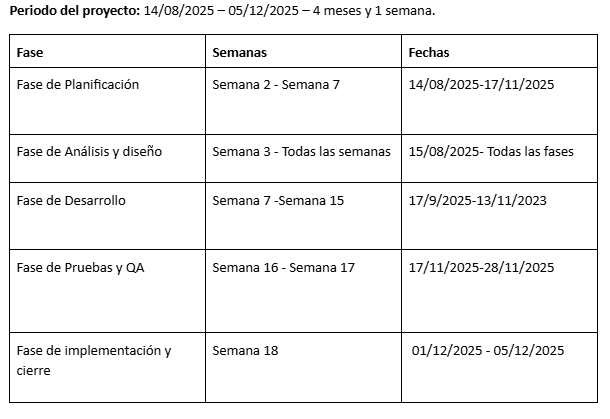 Periodo del proyecto: 14/08/2025 – 05/12/2025 – 4 meses y 1 semana.
Fase Semanas Fechas
Fase de Planificación Semana 2 - Semana 7 14/08/2025-17/11/2025
Fase de Análisis y diseño Semana 3 - Todas las semanas 15/08/2025- Todas las fases
Fase de Desarrollo Semana 7 -Semana 15 17/9/2025-13/11/2023
Fase de Pruebas y QA Semana 16 - Semana 17 17/11/2025-28/11/2025
Fase de implementación y Semana 18 01/12/2025 - 05/12/2025
cierre